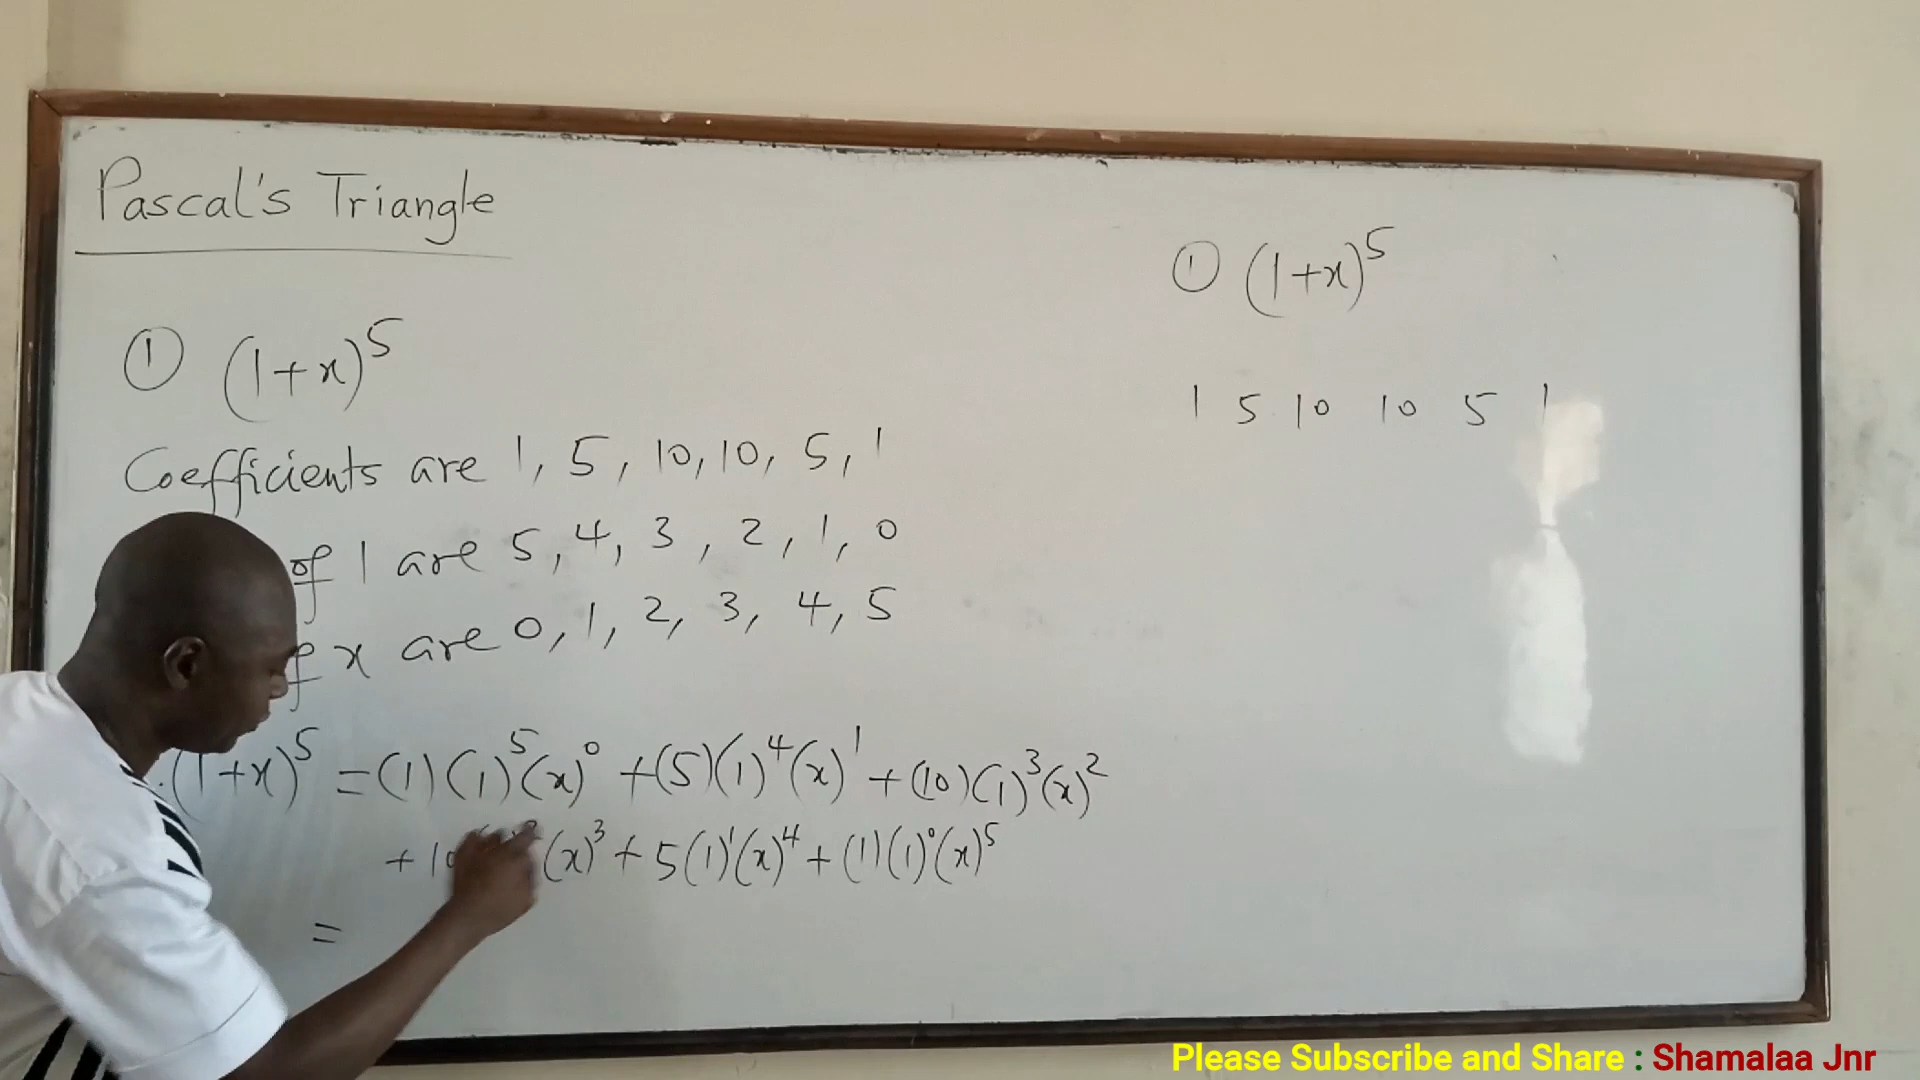 Pascal's Triangle
① (1+x)^5
Coefficients are 1, 5, 10, 10, 5, 1
of 1 are 5, 4, 3, 2, 1, 0
x are 0, 1, 2, 3, 4, 5
(1+x)^5 = (1)(1)^5(x)^0 + (5)(1)^4(x)^1 + (10)(1)^3(x)^2
+ 10 (x)^3 + 5(1)^1(x)^4 + (1)(1)^0(x)^5
=
① (1+x)^5
1 5 10 10 5 1
Please Subscribe and Share : Shamalaa Jnr